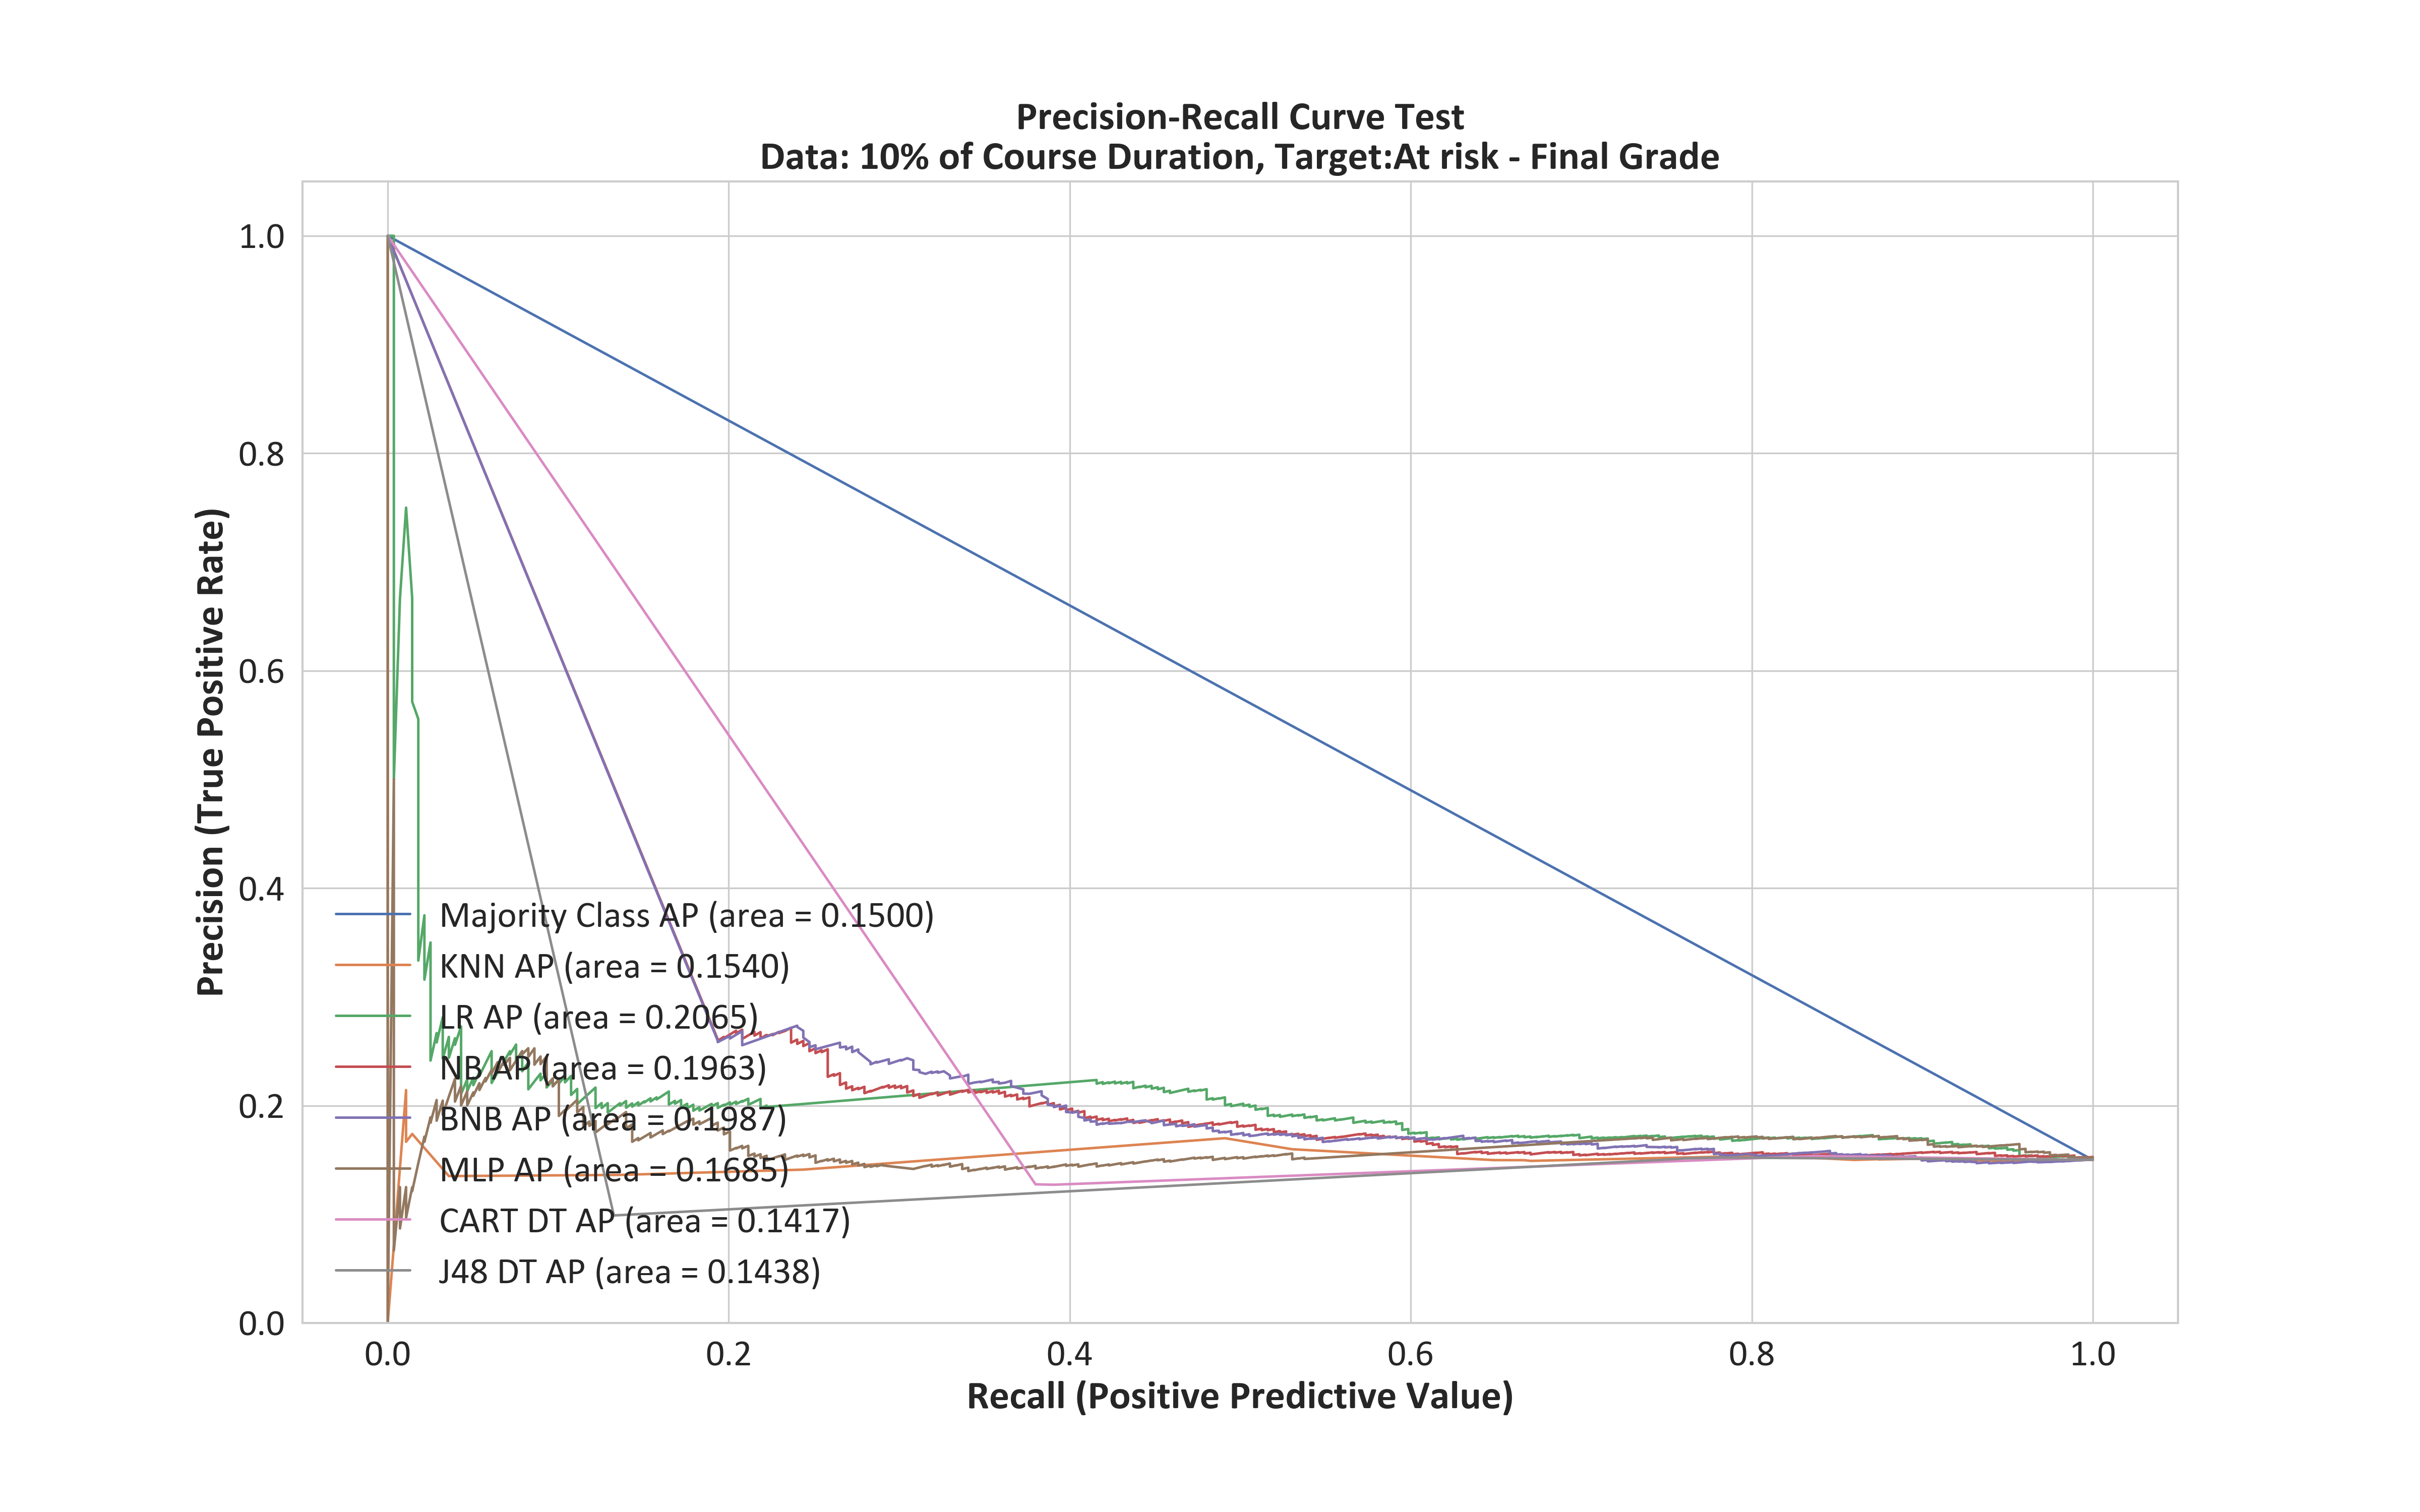 Precision-Recall Curve Test
Data: 10% of Course Duration, Target:At risk - Final Grade
Precision (True Positive Rate)
1.0
0.8
0.6
0.4
0.2
0.0
Majority Class AP (area = 0.1500)
KNN AP (area = 0.1540)
LR AP (area = 0.2065)
NB AP (area = 0.1963)
BNB AP (area = 0.1987)
MLP AP (area = 0.1685)
CART DT AP (area = 0.1417)
J48 DT AP (area = 0.1438)
0.0 0.2 0.4 0.6 0.8 1.0
Recall (Positive Predictive Value)